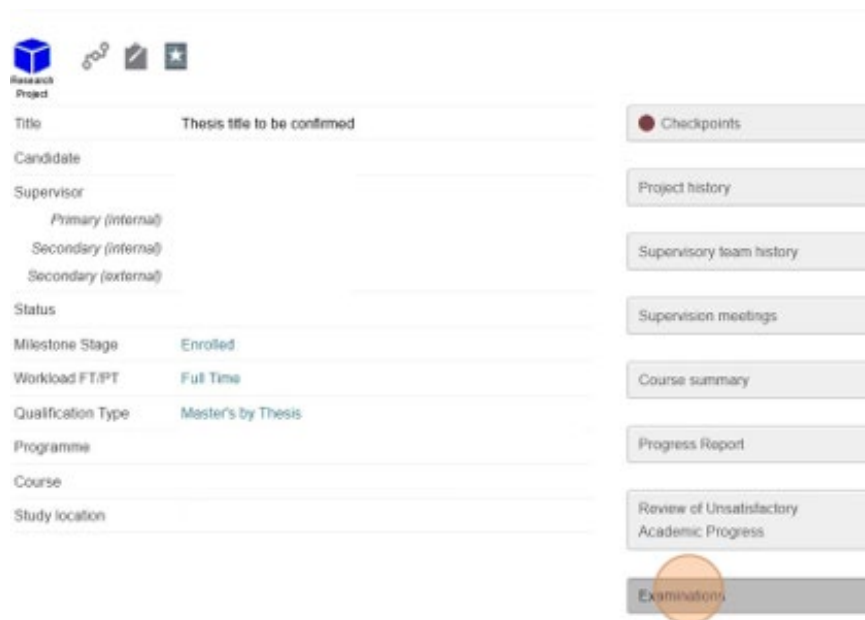 Research
Project
Title Thesis title to be confirmed
Candidate
Supervisor
Primary (internal)
Secondary (internal)
Secondary (external)
Status
Milestone Stage Enrolled
Workload FT/PT Full Time
Qualification Type Master's by Thesis
Programme
Course
Study location
Checkpoints
Project history
Supervisory team history
Supervision meetings
Course summary
Progress Report
Review of Unsatisfactory
Academic Progress
Examinations